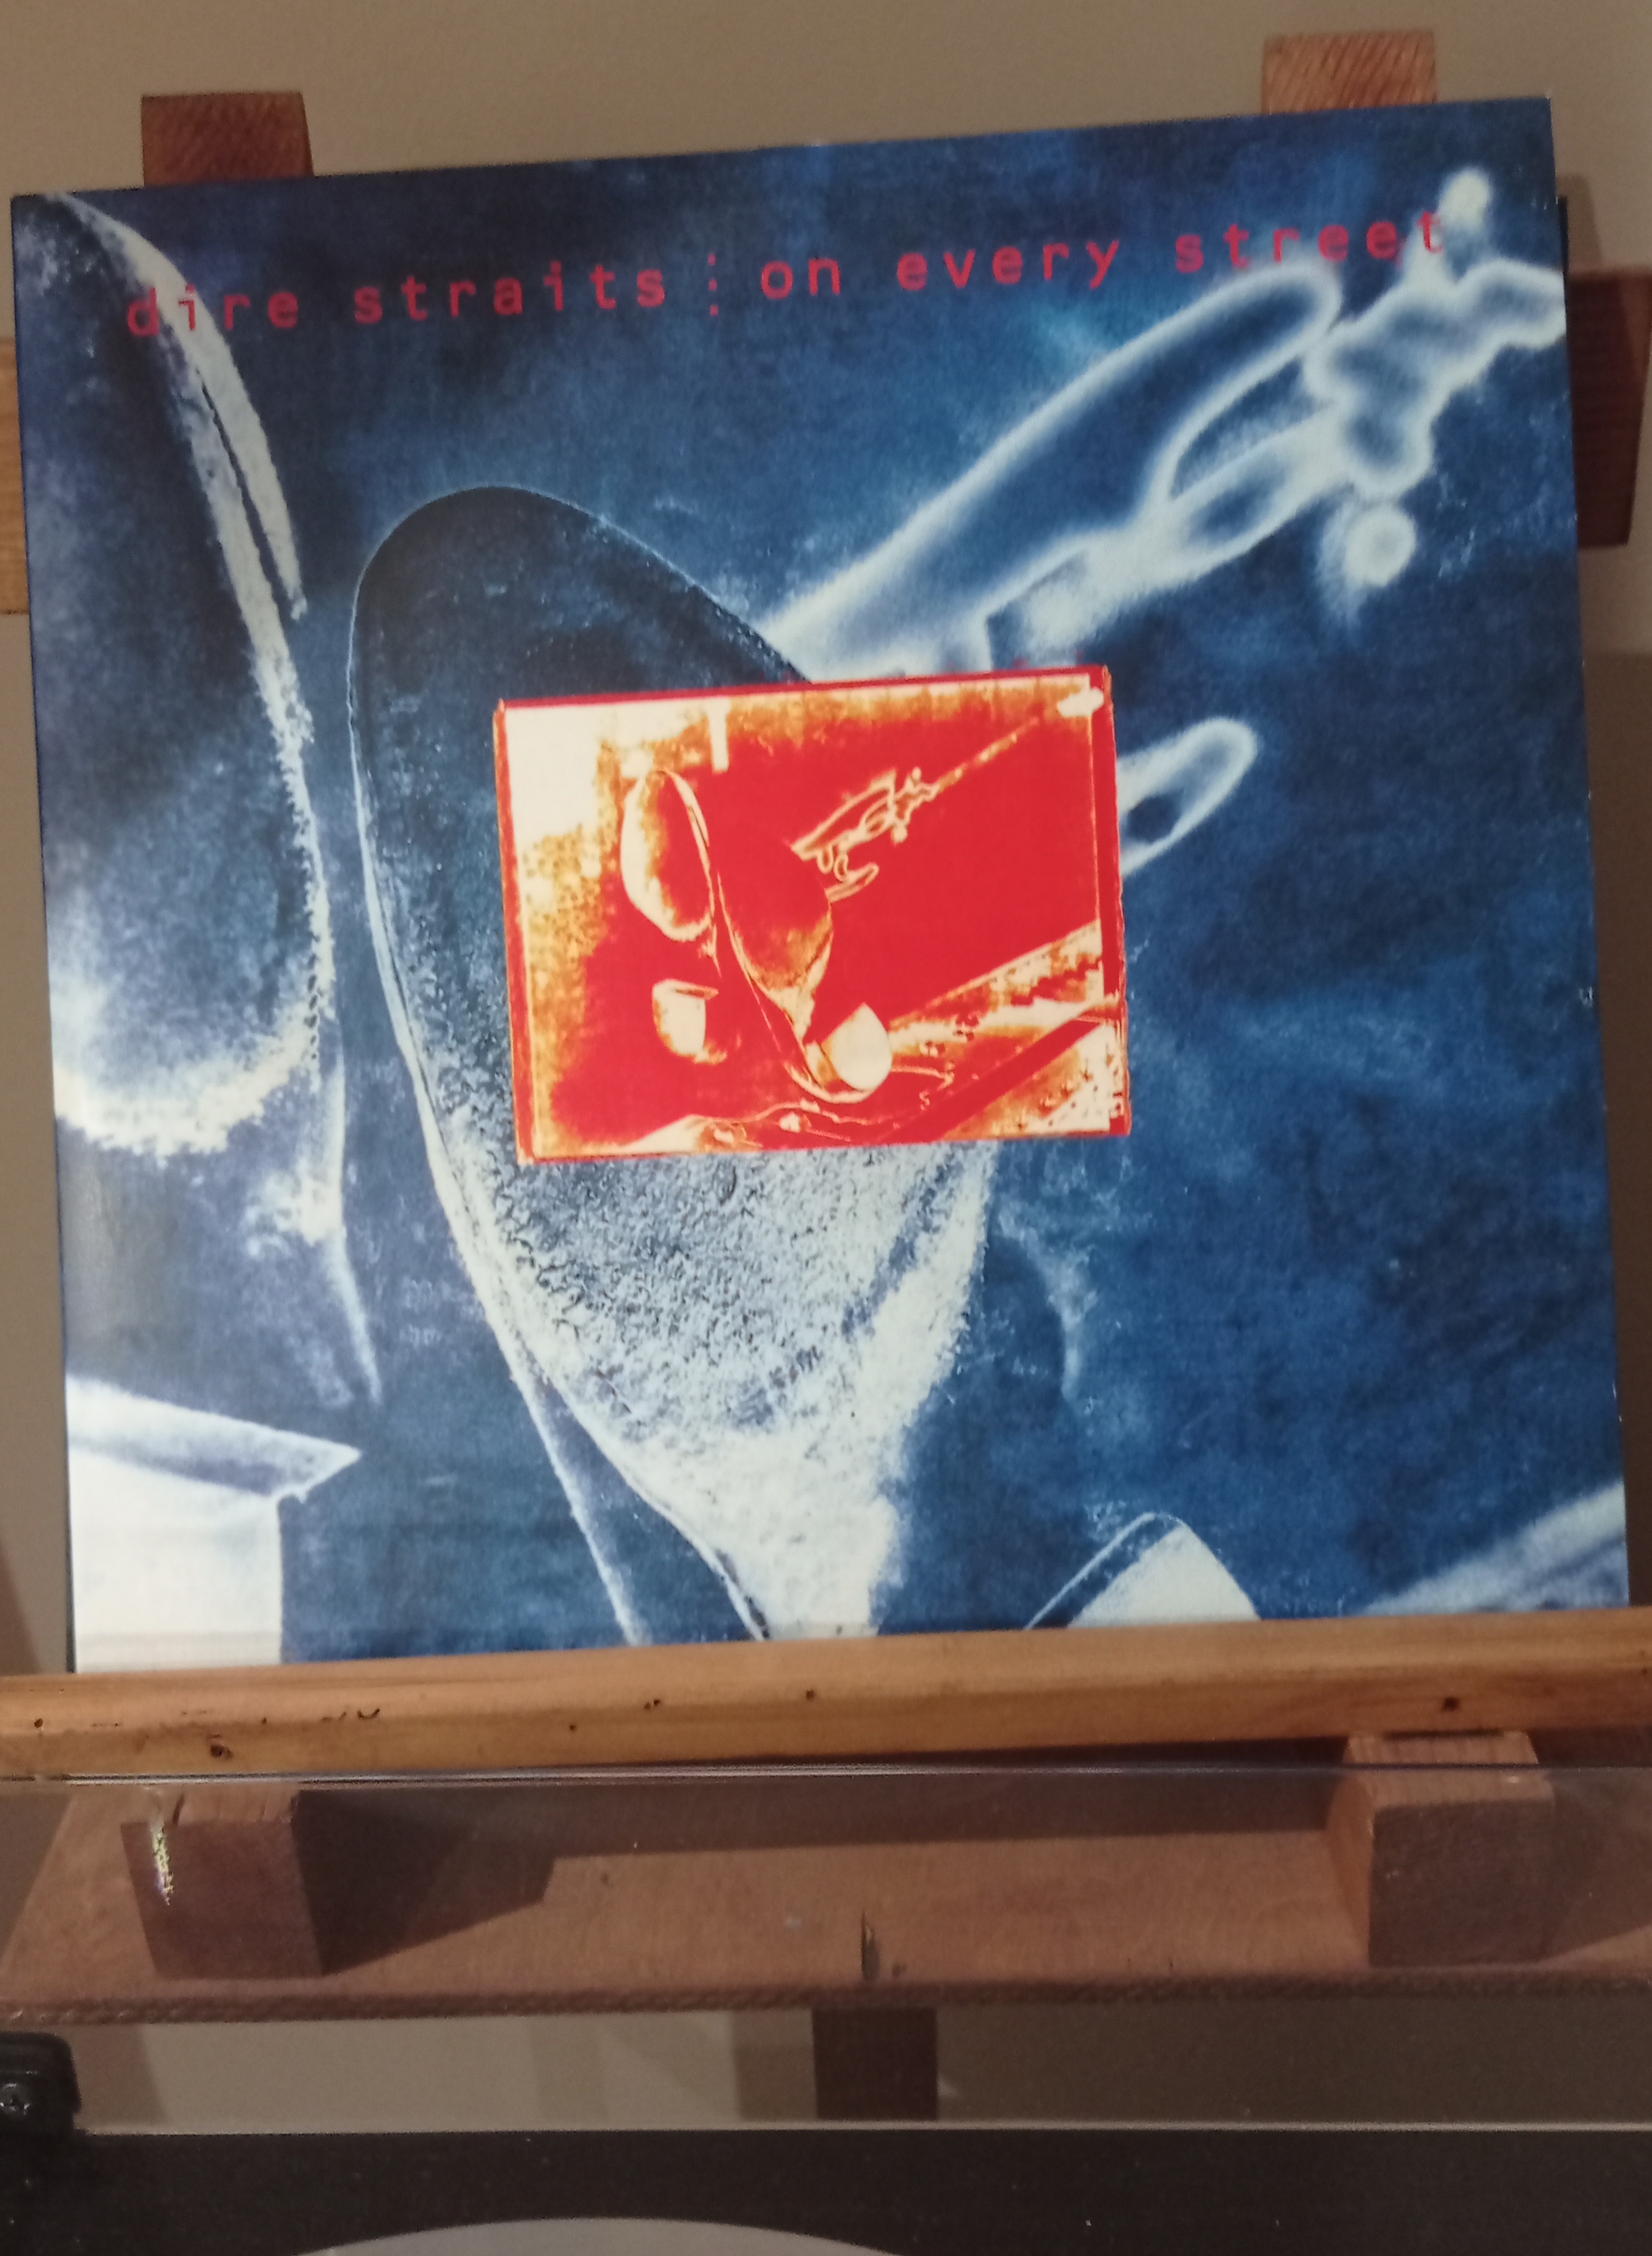 dire straits ⋮ on every street